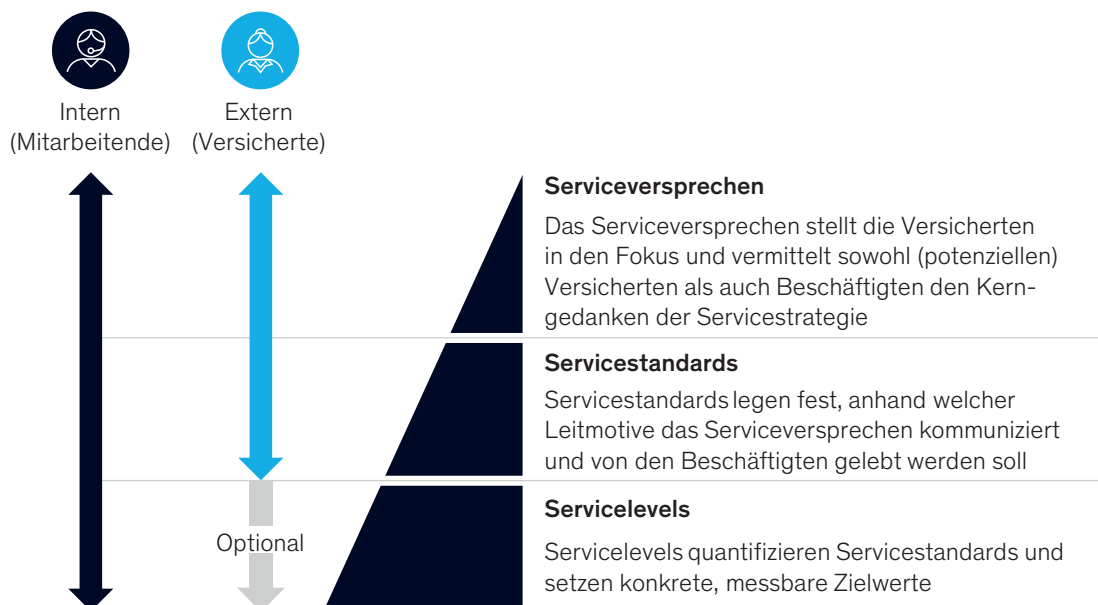 Intern
(Mitarbeitende)
Extern
(Versicherte)
Serviceversprechen
Das Serviceversprechen stellt die Versicherten
in den Fokus und vermittelt sowohl (potenziellen)
Versicherten als auch Beschäftigten den Kern-
gedanken der Servicestrategie
Servicestandards
Servicestandards legen fest, anhand welcher
Leitmotive das Serviceversprechen kommuniziert
und von den Beschäftigten gelebt werden soll
Optional
Servicelevels
Servicelevels quantifizieren Servicestandards und
setzen konkrete, messbare Zielwerte